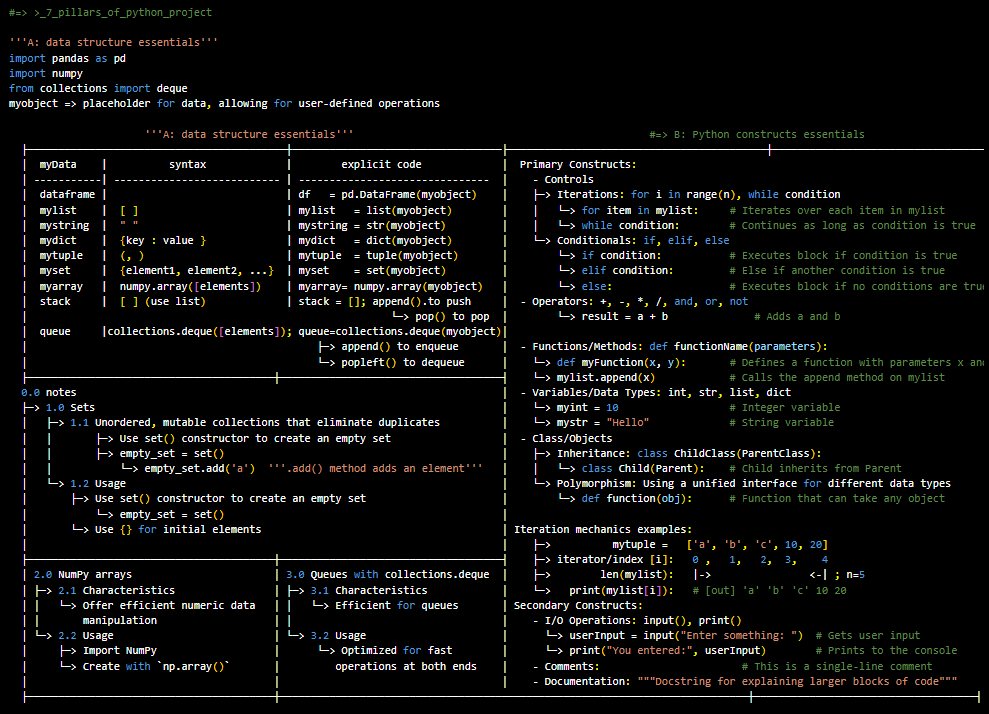 #=> >_7_pillars_of_python_project
'''A: data structure essentials'''
import pandas as pd
import numpy
from collections import deque
myobject => placeholder for data, allowing for user-defined operations
'''A: data structure essentials'''
myData | syntax | explicit code
dataframe | | df = pd.DataFrame(myobject)
mylist | [ ] | mylist = list(myobject)
mystring | " " | mystring = str(myobject)
mydict | {key : value } | mydict = dict(myobject)
mytuple | (, ) | mytuple = tuple(myobject)
myset | {element1, element2, ...} | myset = set(myobject)
myarray | numpy.array([elements]) | myarray= numpy.array(myobject)
stack | [ ] (use list) | stack = []; append().to push
└─> pop() to pop
queue |collections.deque([elements]); queue=collections.deque(myobject)
├─> append() to enqueue
└─> popleft() to dequeue
0.0 notes
├─> 1.0 Sets
├─> 1.1 Unordered, mutable collections that eliminate duplicates
├─> Use set() constructor to create an empty set
├─> empty_set = set()
└─> empty_set.add('a') '''.add() method adds an element'''
└─> 1.2 Usage
├─> Use set() constructor to create an empty set
└─> empty_set = set()
└─> Use {} for initial elements
2.0 NumPy arrays
├─> 2.1 Characteristics
└─> Offer efficient numeric data
manipulation
└─> 2.2 Usage
├─> Import NumPy
└─> Create with `np.array()`
3.0 Queues with collections.deque
├─> 3.1 Characteristics
└─> Efficient for queues
└─> 3.2 Usage
└─> Optimized for fast
operations at both ends
#=> B: Python constructs essentials
Primary Constructs:
- Controls
├─> Iterations: for i in range(n), while condition
└─> for item in mylist: # Iterates over each item in mylist
└─> while condition: # Continues as long as condition is true
└─> Conditionals: if, elif, else
└─> if condition: # Executes block if condition is true
└─> elif condition: # Else if another condition is true
└─> else: # Executes block if no conditions are true
- Operators: +, -, *, /, and, or, not
└─> result = a + b # Adds a and b
- Functions/Methods: def functionName(parameters):
└─> def myFunction(x, y): # Defines a function with parameters x and
└─> mylist.append(x) # Calls the append method on mylist
- Variables/Data Types: int, str, list, dict
└─> myint = 10 # Integer variable
└─> mystr = "Hello" # String variable
- Class/Objects
├─> Inheritance: class ChildClass(ParentClass):
└─> class Child(Parent): # Child inherits from Parent
└─> Polymorphism: Using a unified interface for different data types
└─> def function(obj): # Function that can take any object
Iteration mechanics examples:
├─> mytuple = ['a', 'b', 'c', 10, 20]
├─> iterator/index [i]: 0 , 1, 2, 3, 4
├─> len(mylist): |-> <-| ; n=5
└─> print(mylist[i]): # [out] 'a' 'b' 'c' 10 20
Secondary Constructs:
- I/O Operations: input(), print()
└─> userInput = input("Enter something: ") # Gets user input
└─> print("You entered:", userInput) # Prints to the console
- Comments: # This is a single-line comment
- Documentation: """Docstring for explaining larger blocks of code"""